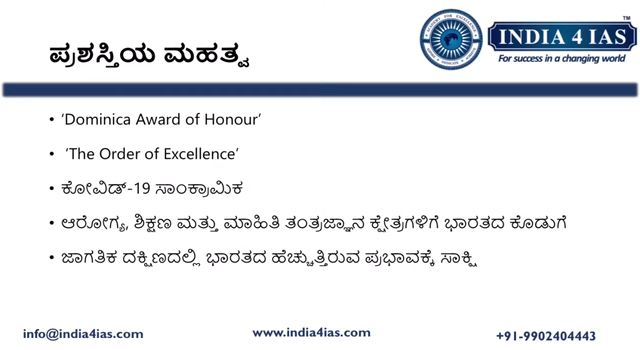 INDIA 4 IAS
TM
For success in a changing world
ಪ್ರಶಸ್ತಿಯ ಮಹತ್ವ
• 'Dominica Award of Honour'
• 'The Order of Excellence'
• ಕೋವಿಡ್-19 ಸಾಂಕ್ರಾಮಿಕ
• ಆರೋಗ್ಯ, ಶಿಕ್ಷಣ ಮತ್ತು ಮಾಹಿತಿ ತಂತ್ರಜ್ಞಾನ ಕ್ಷೇತ್ರಗಳಿಗೆ ಭಾರತದ ಕೊಡುಗೆ
• ಜಾಗತಿಕ ದಕ್ಷಿಣದಲ್ಲಿ ಭಾರತದ ಹೆಚ್ಚುತ್ತಿರುವ ಪ್ರಭಾವಕ್ಕೆ ಸಾಕ್ಷಿ
info@india4ias.com
www.india4ias.com
+91-9902404443